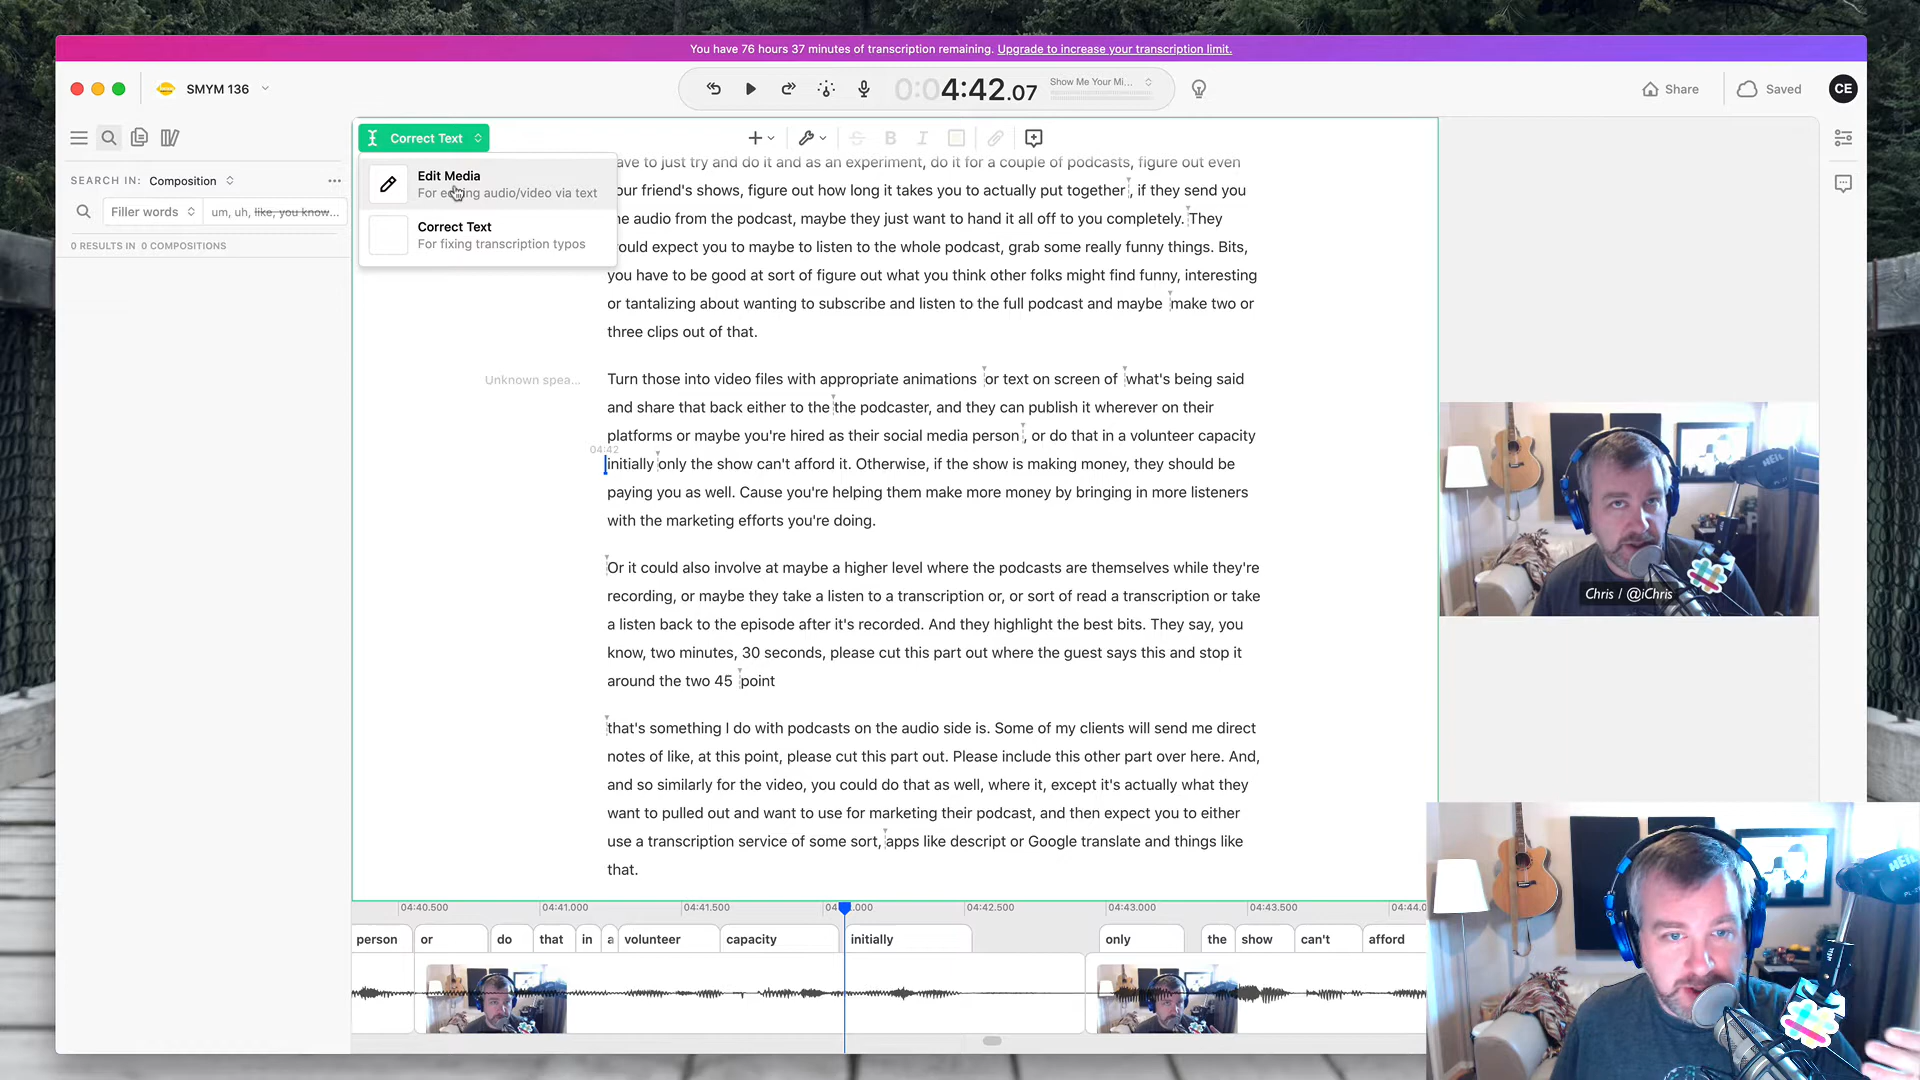 You have 76 hours 37 minutes of transcription remaining. Upgrade to increase your transcription limit.
SMYM 136
0:04:42.07
Show Me Your Mi...
Share
Saved
CE
Correct Text
SEARCH IN: Composition
Filler words
um, uh, like, you know...
0 RESULTS IN 0 COMPOSITIONS
Edit Media
For editing audio/video via text
Correct Text
For fixing transcription typos
ave to just try and do it and as an experiment, do it for a couple of podcasts, figure out even
our friend's shows, figure out how long it takes you to actually put together , if they send you
he audio from the podcast, maybe they just want to hand it all off to you completely. They
ould expect you to maybe to listen to the whole podcast, grab some really funny things. Bits,
you have to be good at sort of figure out what you think other folks might find funny, interesting
or tantalizing about wanting to subscribe and listen to the full podcast and maybe make two or
three clips out of that.
Unknown spea...
Turn those into video files with appropriate animations or text on screen of what's being said
and share that back either to the the podcaster, and they can publish it wherever on their
platforms or maybe you're hired as their social media person , or do that in a volunteer capacity
04:42
initially only the show can't afford it. Otherwise, if the show is making money, they should be
paying you as well. Cause you're helping them make more money by bringing in more listeners
with the marketing efforts you're doing.
Or it could also involve at maybe a higher level where the podcasts are themselves while they're
recording, or maybe they take a listen to a transcription or, or sort of read a transcription or take
a listen back to the episode after it's recorded. And they highlight the best bits. They say, you
know, two minutes, 30 seconds, please cut this part out where the guest says this and stop it
around the two 45 point
that's something I do with podcasts on the audio side is. Some of my clients will send me direct
notes of like, at this point, please cut this part out. Please include this other part over here. And,
and so similarly for the video, you could do that as well, where it, except it's actually what they
want to pulled out and want to use for marketing their podcast, and then expect you to either
use a transcription service of some sort, apps like descript or Google translate and things like
that.
HEiL
Chris / @iChris
04:40.500 04:41.000 04:41.500 04:42.000 04:42.500 04:43.000 04:43.500 04:44.0
person or do that in a volunteer capacity initially only the show can't afford
HEiL